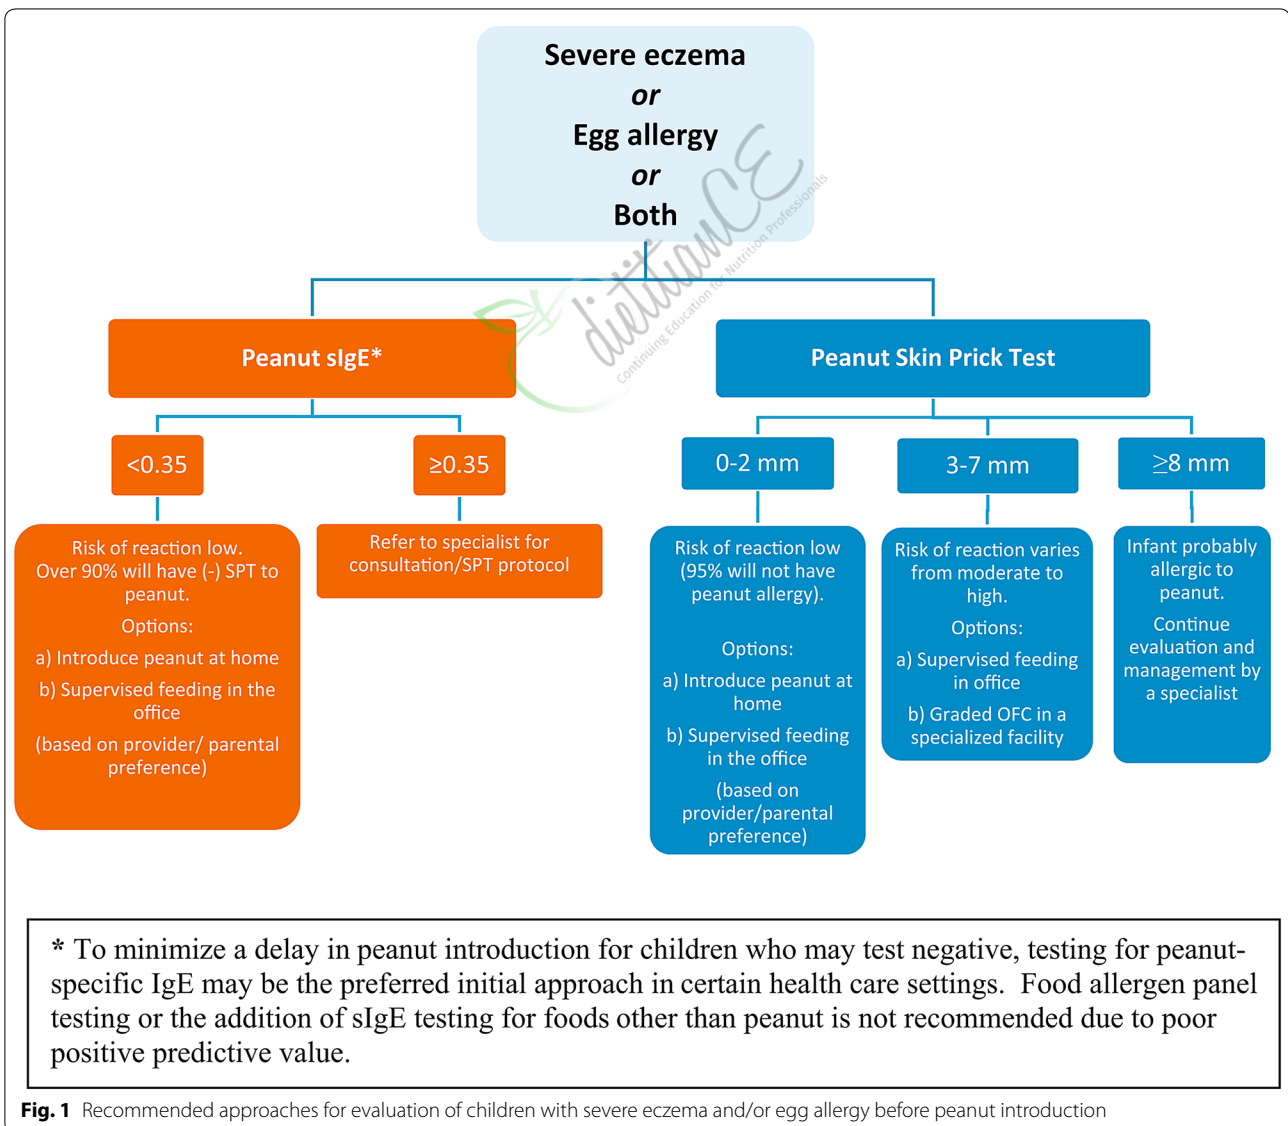 Severe eczema
or
Egg allergy
or
Both
dietitianCE
Continuing Education for Nutrition Professionals
Peanut sIgE*
<0.35
Risk of reaction low.
Over 90% will have (-) SPT to
peanut.
Options:
a) Introduce peanut at home
b) Supervised feeding in the
office
(based on provider/ parental
preference)
≥0.35
Refer to specialist for
consultation/SPT protocol
Peanut Skin Prick Test
0-2 mm
Risk of reaction low
(95% will not have
peanut allergy).
Options:
a) Introduce peanut at
home
b) Supervised feeding
in the office
(based on
provider/parental
preference)
3-7 mm
Risk of reaction varies
from moderate to
high.
Options:
a) Supervised feeding
in office
b) Graded OFC in a
specialized facility
≥8 mm
Infant probably
allergic to
peanut.
Continue
evaluation and
management by
a specialist
* To minimize a delay in peanut introduction for children who may test negative, testing for peanut-
specific IgE may be the preferred initial approach in certain health care settings.  Food allergen panel
testing or the addition of sIgE testing for foods other than peanut is not recommended due to poor
positive predictive value.
Fig. 1 Recommended approaches for evaluation of children with severe eczema and/or egg allergy before peanut introduction